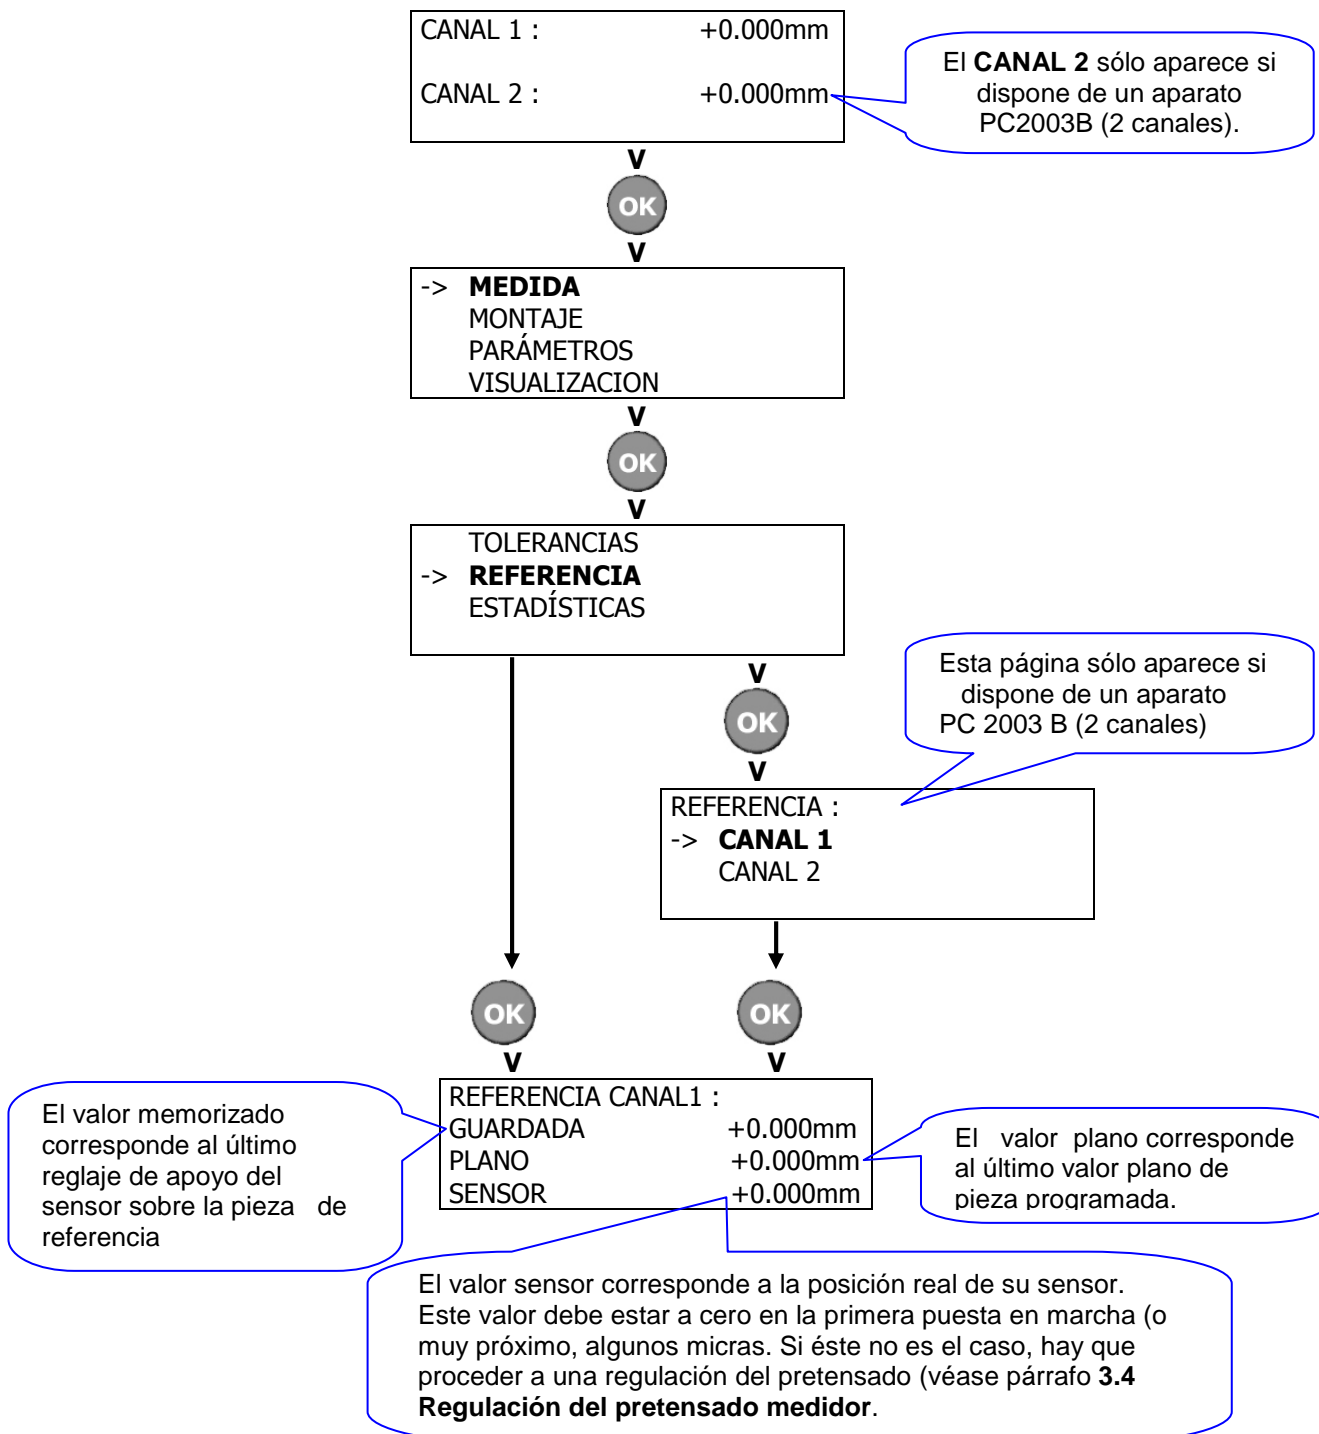 CANAL 1 : +0.000mm
CANAL 2 : +0.000mm
El CANAL 2 sólo aparece si
dispone de un aparato
PC2003B (2 canales).
V
OK
V
-> MEDIDA
MONTAJE
PARÁMETROS
VISUALIZACION
V
OK
V
TOLERANCIAS
-> REFERENCIA
ESTADÍSTICAS
V
OK
V
Esta página sólo aparece si
dispone de un aparato
PC 2003 B (2 canales)
REFERENCIA :
-> CANAL 1
CANAL 2
OK
OK
V
V
REFERENCIA CANAL1 :
GUARDADA +0.000mm
PLANO +0.000mm
SENSOR +0.000mm
El valor memorizado
corresponde al último
reglaje de apoyo del
sensor sobre la pieza de
referencia
El valor plano corresponde
al último valor plano de
pieza programada.
El valor sensor corresponde a la posición real de su sensor.
Este valor debe estar a cero en la primera puesta en marcha (o
muy próximo, algunos micras. Si éste no es el caso, hay que
proceder a una regulación del pretensado (véase párrafo 3.4
Regulación del pretensado medidor.